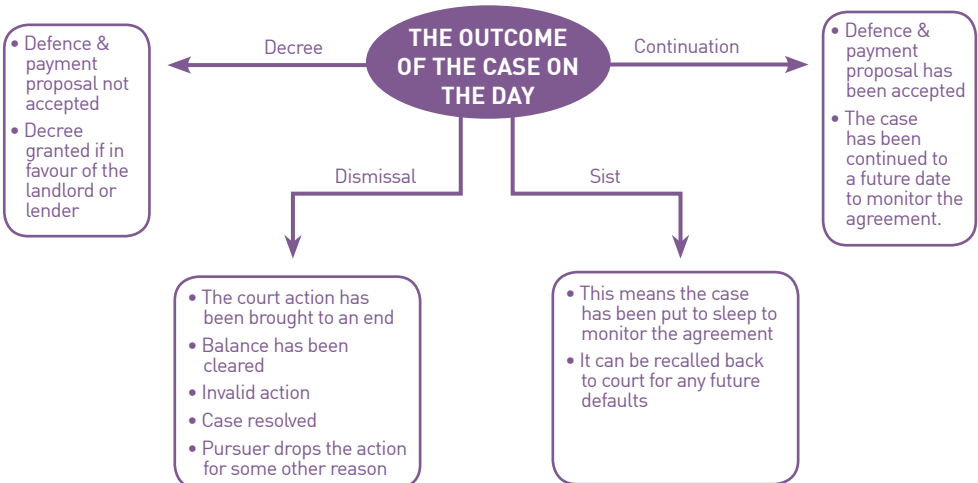 THE OUTCOME
OF THE CASE ON
THE DAY
Decree
• Defence &
payment
proposal not
accepted
• Decree
granted if in
favour of the
landlord or
lender
Continuation
• Defence &
payment
proposal has
been accepted
• The case
has been
continued to
a future date
to monitor the
agreement.
Dismissal
• The court action has
been brought to an end
• Balance has been
cleared
• Invalid action
• Case resolved
• Pursuer drops the action
for some other reason
Sist
• This means the case
has been put to sleep to
monitor the agreement
• It can be recalled back
to court for any future
defaults